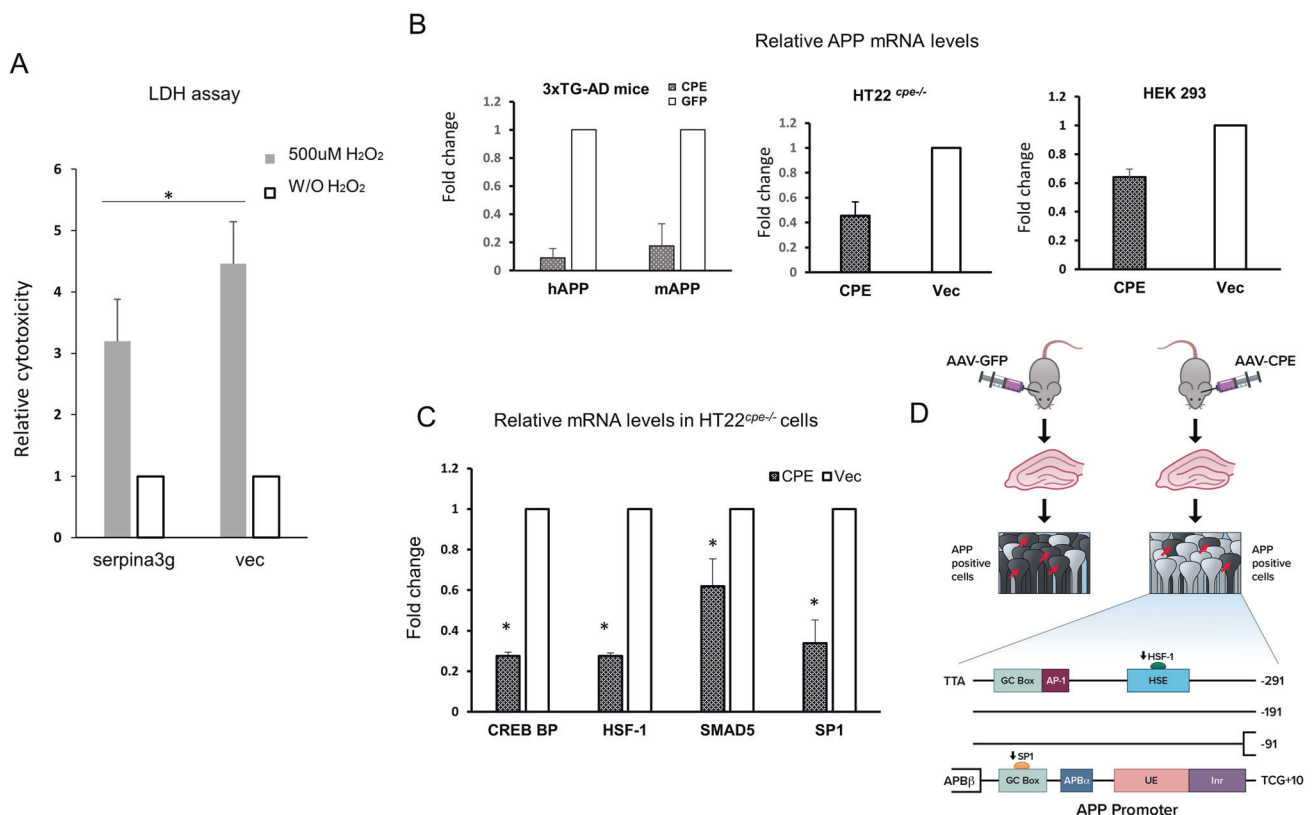 A
LDH assay
500uM H₂O₂
W/O H₂O₂
*
Relative cytotoxicity
6
5
4
3
2
1
0
serpina3g
vec
B
Relative APP mRNA levels
3xTG-AD mice
CPE
GFP
Fold change
1.2
1
0.8
0.6
0.4
0.2
0
hAPP
mAPP
HT22 cpe-/-
Fold change
1.2
1
0.8
0.6
0.4
0.2
0
CPE
Vec
HEK 293
Fold change
1.2
1
0.8
0.6
0.4
0.2
0
CPE
Vec
C
Relative mRNA levels in HT22cpe-/- cells
CPE
Vec
Fold change
1.2
1
0.8
0.6
0.4
0.2
0
*
*
*
*
CREB BP
HSF-1
SMAD5
SP1
D
AAV-GFP
AAV-CPE
APP
positive
cells
APP
positive
cells
HSF-1
TTA
GC Box
AP-1
HSE
-291
-191
-91
SP1
APBβ
GC Box
APBα
UE
Inr
TCG+10
APP Promoter